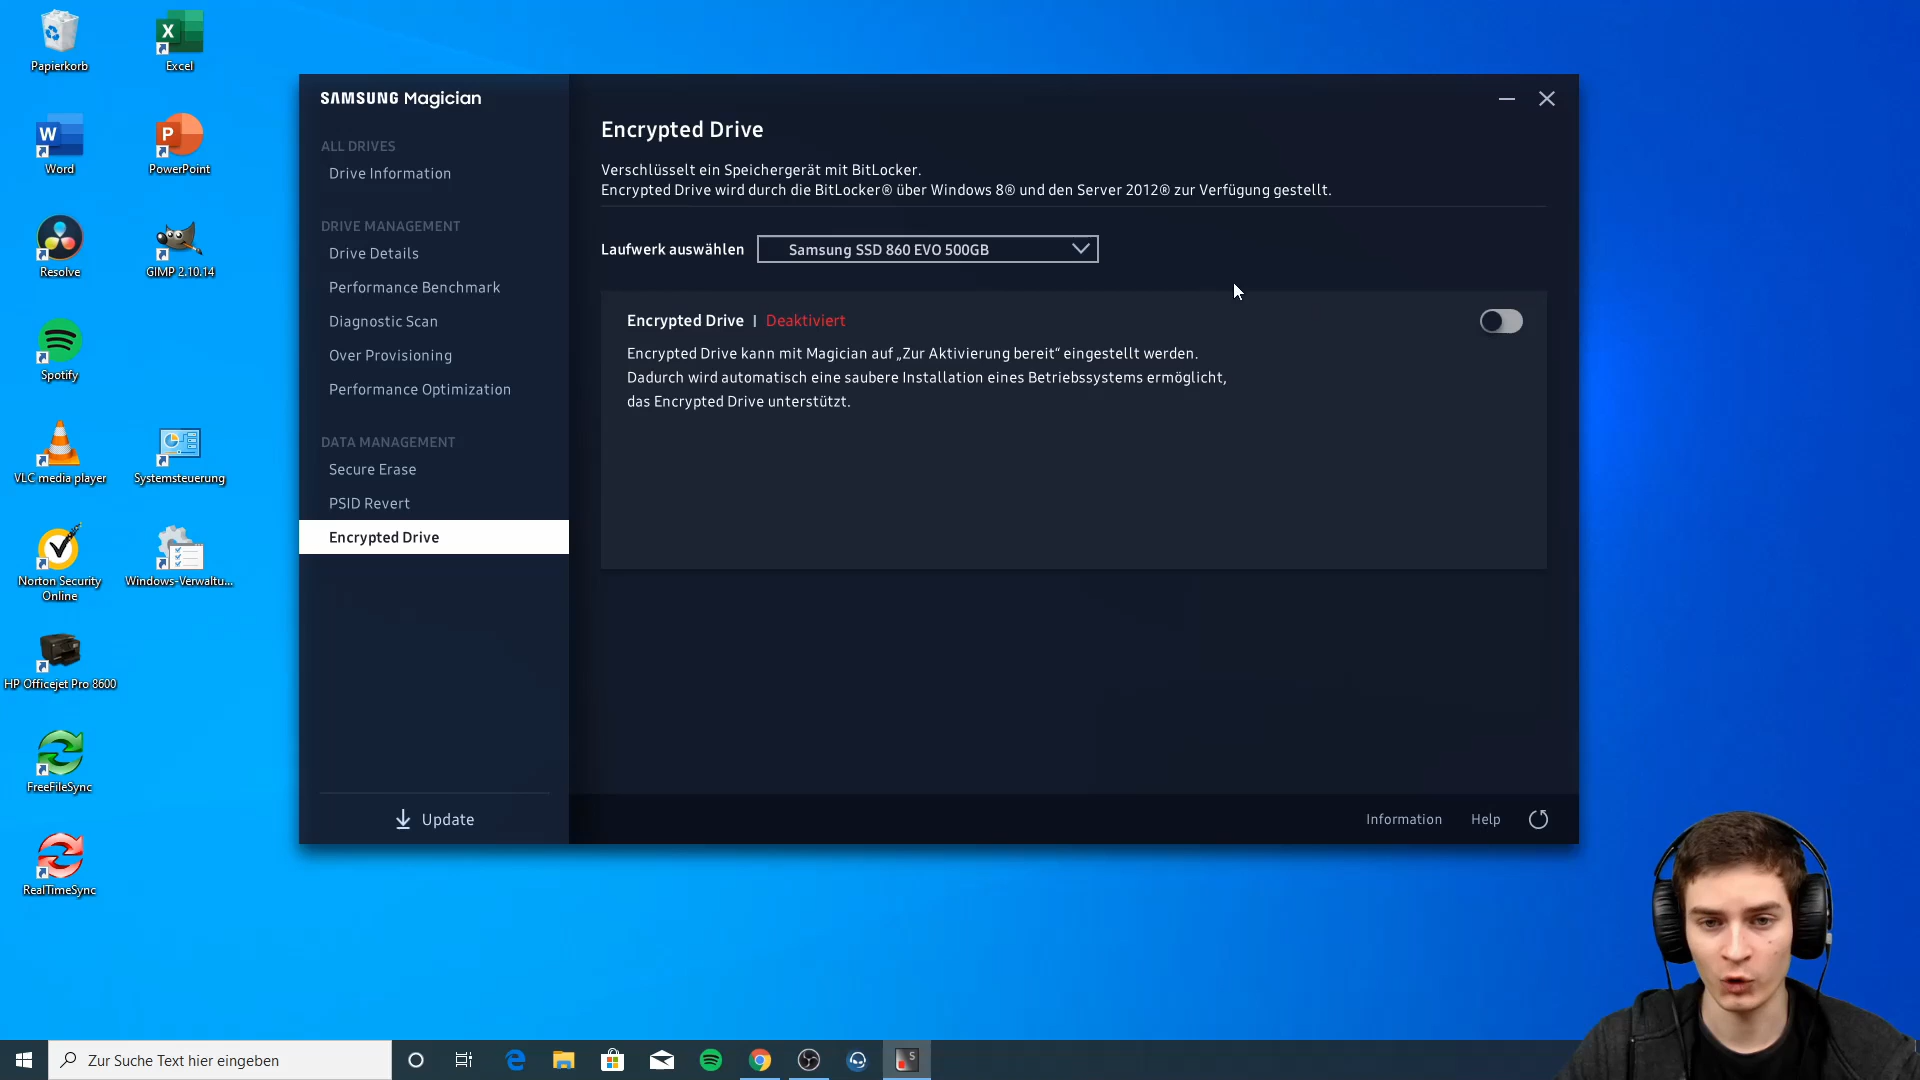 Papierkorb
Excel
Word
PowerPoint
Resolve
GIMP 2.10.14
Spotify
VLC media player
Systemsteuerung
Norton Security
Online
Windows-Verwaltu...
HP Officejet Pro 8600
FreeFileSync
RealTimeSync
SAMSUNG Magician
ALL DRIVES
Drive Information
DRIVE MANAGEMENT
Drive Details
Performance Benchmark
Diagnostic Scan
Over Provisioning
Performance Optimization
DATA MANAGEMENT
Secure Erase
PSID Revert
Encrypted Drive
Update
Encrypted Drive
Verschlüsselt ein Speichergerät mit BitLocker.
Encrypted Drive wird durch die BitLocker® über Windows 8® und den Server 2012® zur Verfügung gestellt.
Laufwerk auswählen Samsung SSD 860 EVO 500GB
Encrypted Drive | Deaktiviert
Encrypted Drive kann mit Magician auf „Zur Aktivierung bereit“ eingestellt werden.
Dadurch wird automatisch eine saubere Installation eines Betriebssystems ermöglicht,
das Encrypted Drive unterstützt.
Information Help
Zur Suche Text hier eingeben